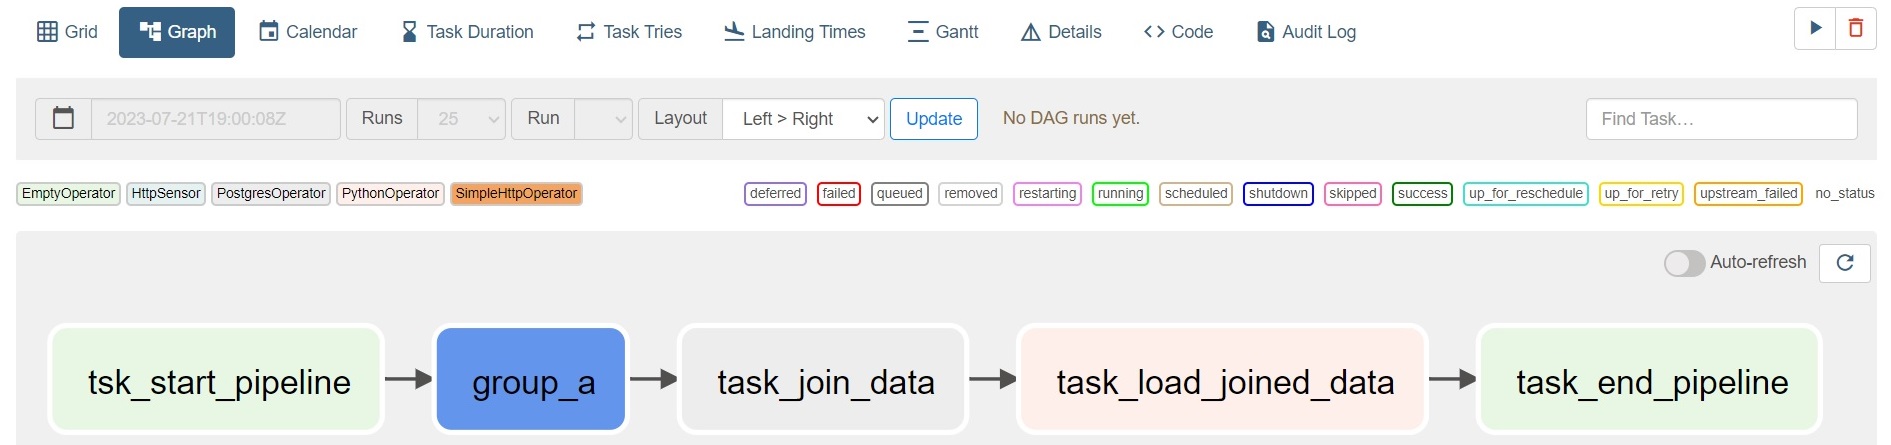 Grid Graph Calendar Task Duration Task Tries Landing Times Gantt Details Code Audit Log
2023-07-21T19:00:08Z Runs 25 Run Layout Left > Right Update No DAG runs yet. Find Task…
EmptyOperator HttpSensor PostgresOperator PythonOperator SimpleHttpOperator deferred failed queued removed restarting running scheduled shutdown skipped success up_for_reschedule up_for_retry upstream_failed no_status
Auto-refresh
tsk_start_pipeline group_a task_join_data task_load_joined_data task_end_pipeline